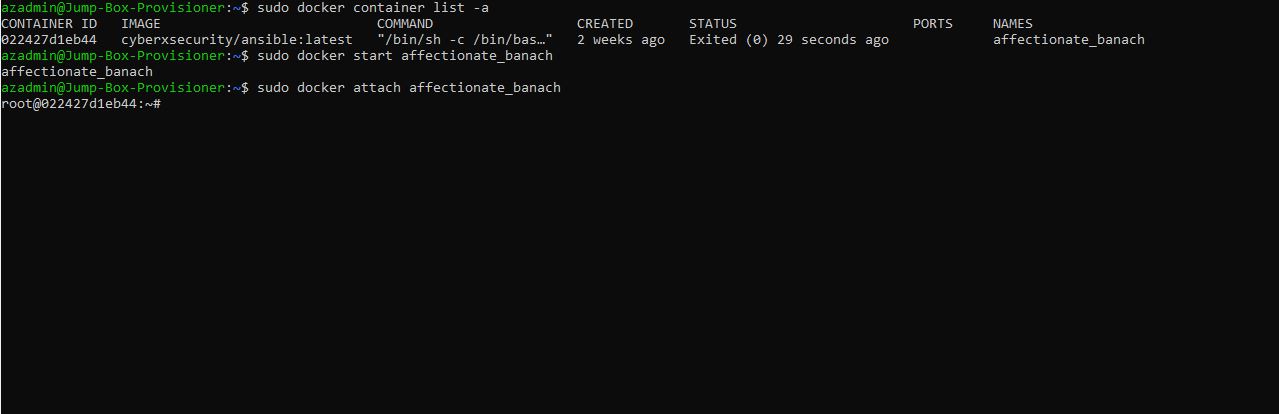 azadmin@Jump-Box-Provisioner:~$ sudo docker container list -a
CONTAINER ID   IMAGE                           COMMAND                  CREATED       STATUS                      PORTS     NAMES
022427d1eb44   cyberxsecurity/ansible:latest   "/bin/sh -c /bin/bas…"   2 weeks ago   Exited (0) 29 seconds ago             affectionate_banach
azadmin@Jump-Box-Provisioner:~$ sudo docker start affectionate_banach
affectionate_banach
azadmin@Jump-Box-Provisioner:~$ sudo docker attach affectionate_banach
root@022427d1eb44:~#